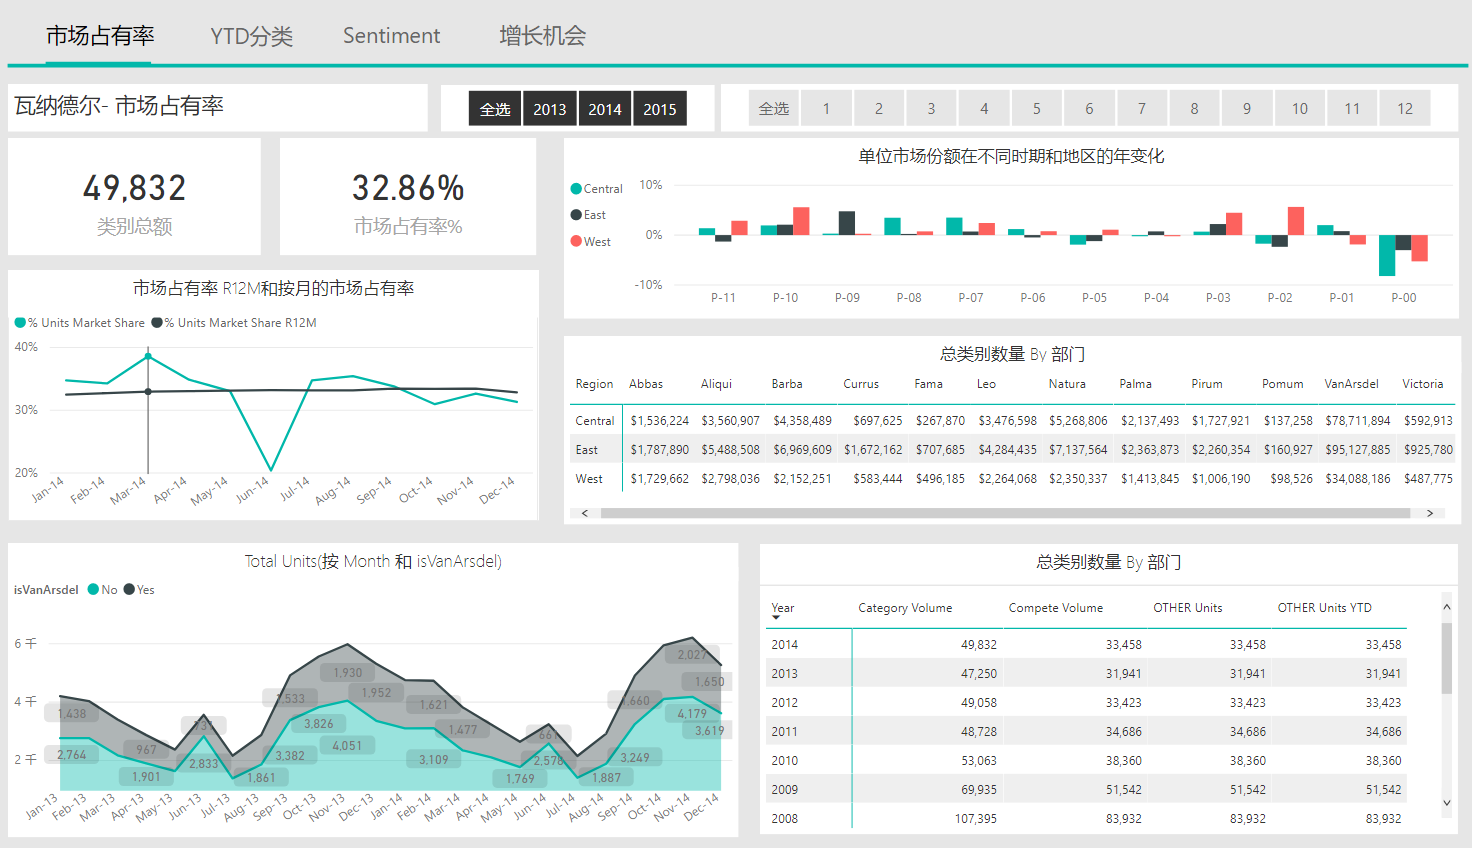 市场占有率 YTD分类 Sentiment 增长机会
瓦纳德尔- 市场占有率
全选 2013 2014 2015
全选 1 2 3 4 5 6 7 8 9 10 11 12
49,832
类别总额
32.86%
市场占有率%
单位市场份额在不同时期和地区的年变化
Central
East
West
10%
0%
-10%
P-11 P-10 P-09 P-08 P-07 P-06 P-05 P-04 P-03 P-02 P-01 P-00
市场占有率 R12M和按月的市场占有率
% Units Market Share % Units Market Share R12M
40%
30%
20%
Jan-14 Feb-14 Mar-14 Apr-14 May-14 Jun-14 Jul-14 Aug-14 Sep-14 Oct-14 Nov-14 Dec-14
总类别数量 By 部门
Region Abbas Aliqui Barba Currus Fama Leo Natura Palma Pirum Pomum VanArsdel Victoria
Central $1,536,224 $3,560,907 $4,358,489 $697,625 $267,870 $3,476,598 $5,268,806 $2,137,493 $1,727,921 $137,258 $78,711,894 $592,913
East $1,787,890 $5,488,508 $6,969,609 $1,672,162 $707,685 $4,284,435 $7,137,564 $2,363,873 $2,260,354 $160,927 $95,127,885 $925,780
West $1,729,662 $2,798,036 $2,152,251 $583,444 $496,185 $2,264,068 $2,350,337 $1,413,845 $1,006,190 $98,526 $34,088,186 $487,775
Total Units(按 Month 和 isVanArsdel)
isVanArsdel No Yes
6 千
4 千
2 千
1,438
967
1,930
1,952
1,621
1,477
2,027
1,650
2,764
1,901
2,833
1,861
3,382
3,826
4,051
3,109
1,769
2,578
1,887
3,249
4,179
3,619
Jan-13 Feb-13 Mar-13 Apr-13 May-13 Jun-13 Jul-13 Aug-13 Sep-13 Oct-13 Nov-13 Dec-13 Jan-14 Feb-14 Mar-14 Apr-14 May-14 Jun-14 Jul-14 Aug-14 Sep-14 Oct-14 Nov-14 Dec-14
总类别数量 By 部门
Year Category Volume Compete Volume OTHER Units OTHER Units YTD
2014 49,832 33,458 33,458 33,458
2013 47,250 31,941 31,941 31,941
2012 49,058 33,423 33,423 33,423
2011 48,728 34,686 34,686 34,686
2010 53,063 38,360 38,360 38,360
2009 69,935 51,542 51,542 51,542
2008 107,395 83,932 83,932 83,932